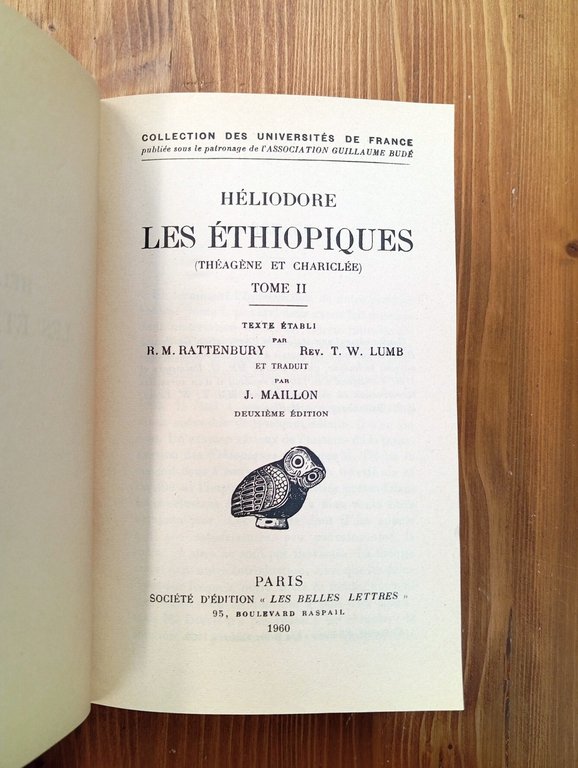 COLLECTION DES UNIVERSITÉS DE FRANCE
publiée sous le patronage de l'ASSOCIATION GUILLAUME BUDÉ
HÉLIODORE
LES ÉTHIOPIQUES
(THÉAGÈNE ET CHARICLÉE)
TOME II
TEXTE ÉTABLI
PAR
R. M. RATTENBURY Rev. T. W. LUMB
ET TRADUIT
PAR
J. MAILLON
DEUXIÈME ÉDITION
PARIS
SOCIÉTÉ D'ÉDITION « LES BELLES LETTRES »
95, BOULEVARD RASPAIL
1960